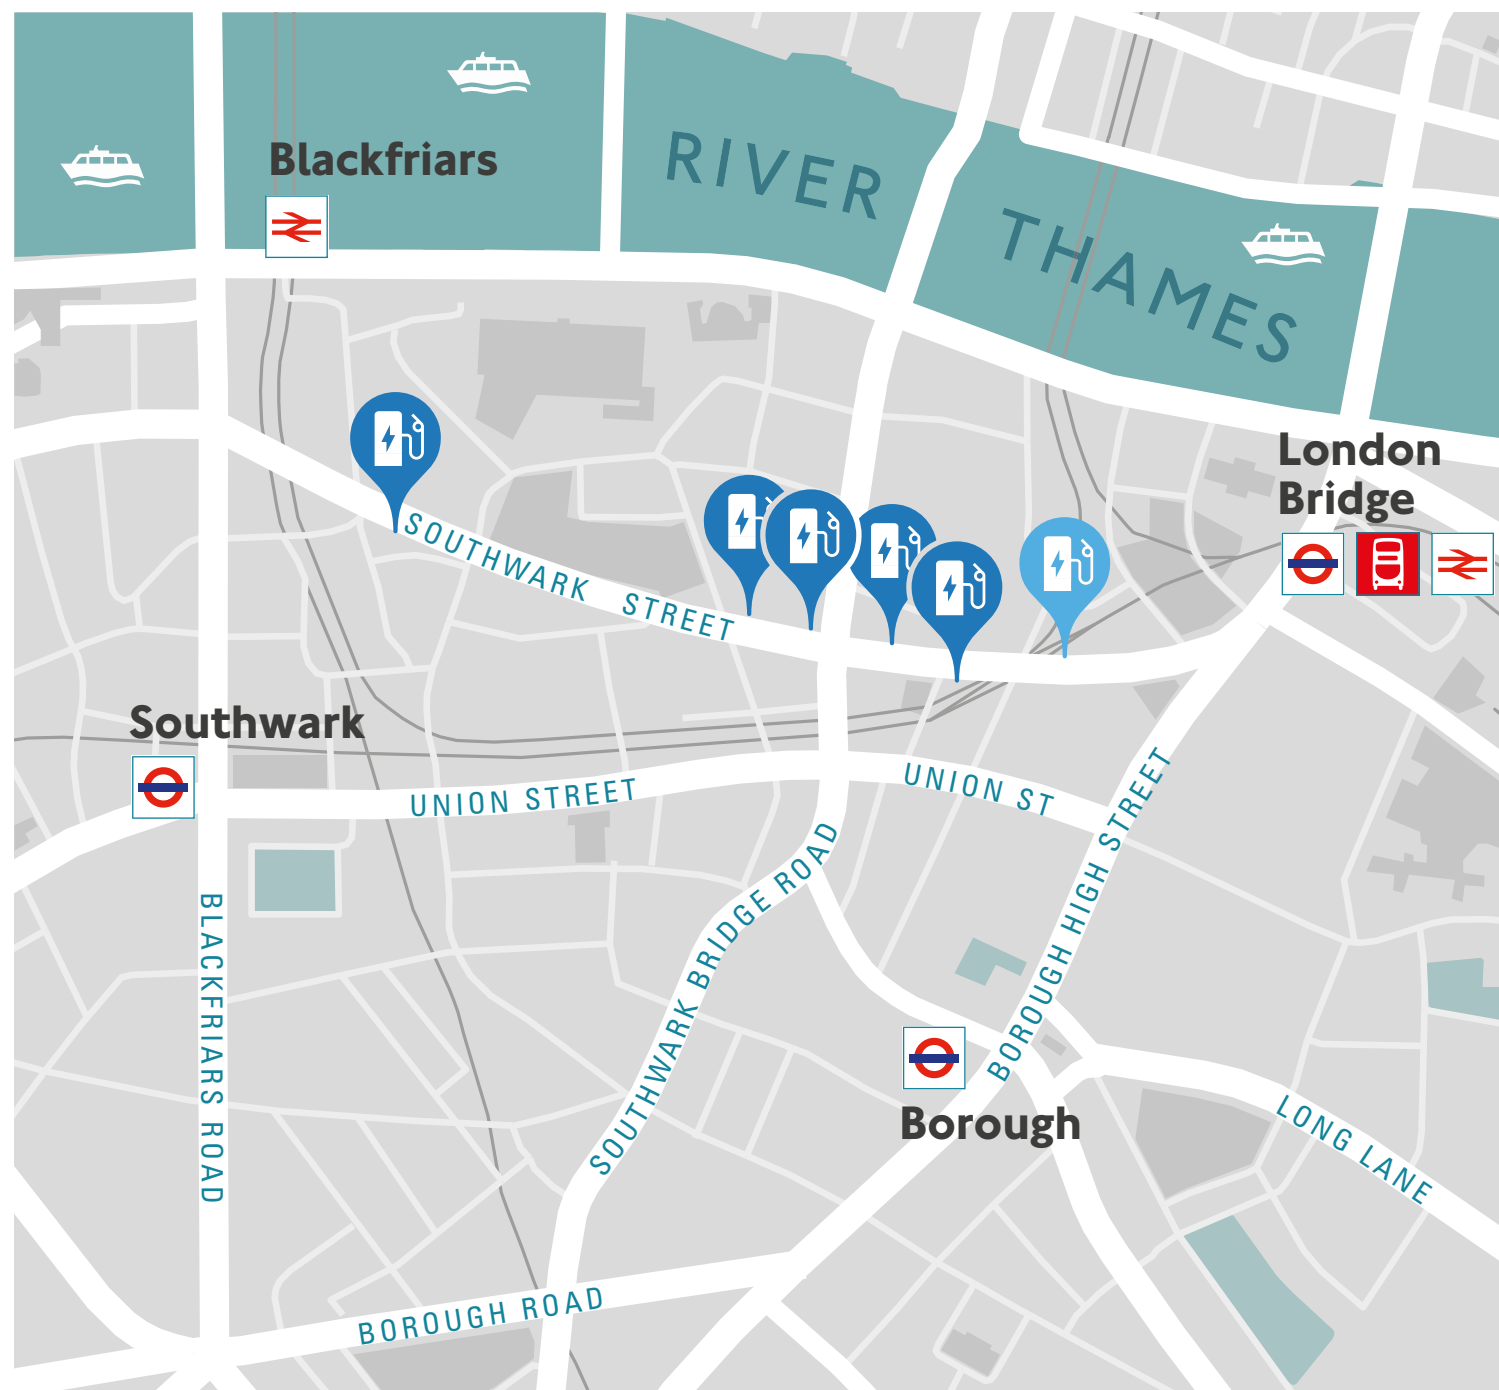 Blackfriars
RIVER
THAMES
London
Bridge
SOUTHWARK STREET
Southwark
UNION STREET
UNION ST
BLACKFRIARS ROAD
SOUTHWARK BRIDGE ROAD
BOROUGH HIGH STREET
Borough
LONG LANE
BOROUGH ROAD